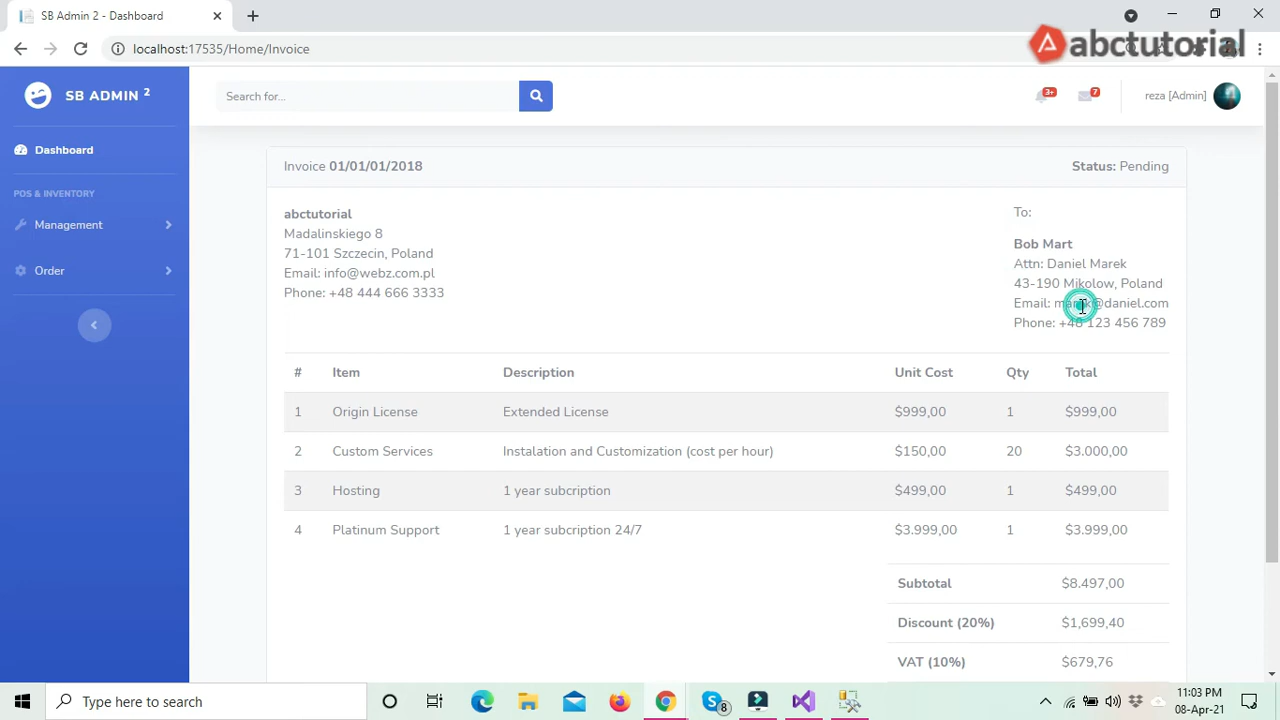 SB Admin 2 - Dashboard
localhost:17535/Home/Invoice
abctutorial
SB ADMIN 2
Search for...
3+
7
reza [Admin]
Dashboard
POS & INVENTORY
Management
Order
Invoice 01/01/01/2018
Status: Pending
abctutorial
Madalinskiego 8
71-101 Szczecin, Poland
Email: info@webz.com.pl
Phone: +48 444 666 3333
To:
Bob Mart
Attn: Daniel Marek
43-190 Mikolow, Poland
Email: marek@daniel.com
Phone: +48 123 456 789
# Item Description Unit Cost Qty Total
1 Origin License Extended License $999,00 1 $999,00
2 Custom Services Instalation and Customization (cost per hour) $150,00 20 $3.000,00
3 Hosting 1 year subcription $499,00 1 $499,00
4 Platinum Support 1 year subcription 24/7 $3.999,00 1 $3.999,00
Subtotal $8.497,00
Discount (20%) $1,699,40
VAT (10%) $679,76
Type here to search
8
11:03 PM
08-Apr-21